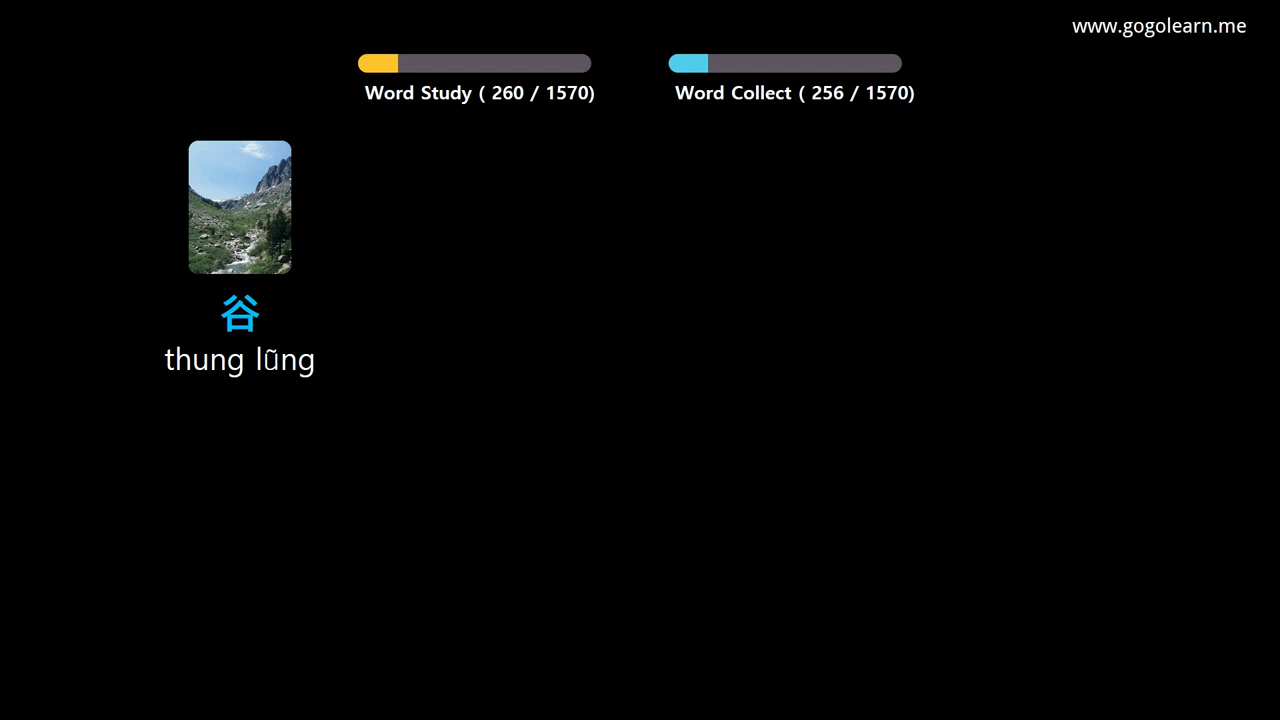 www.gogolearn.me
Word Study ( 260 / 1570)
Word Collect ( 256 / 1570)
谷
thung lũng